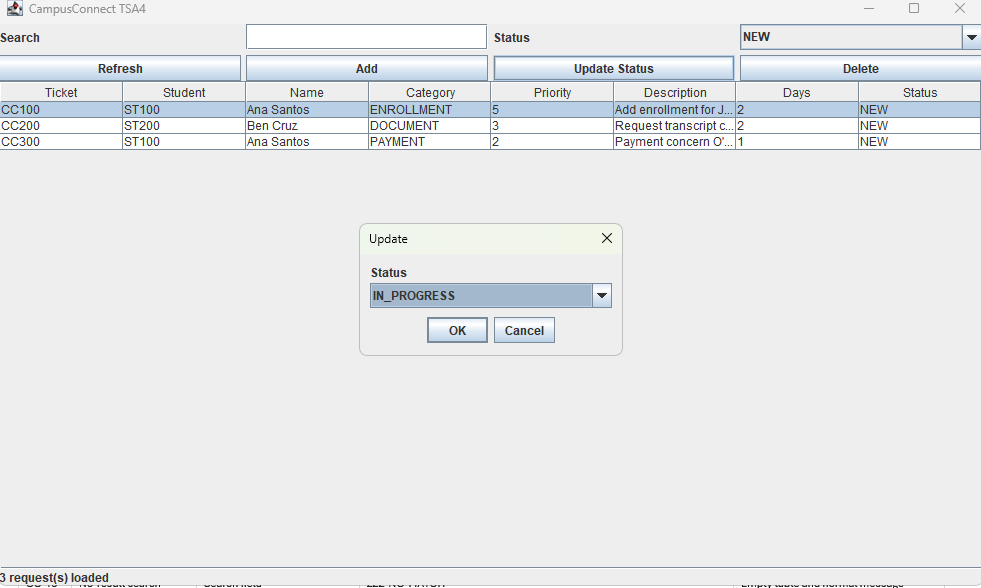 CampusConnect TSA4
Search Status NEW
Refresh Add Update Status Delete
Ticket Student Name Category Priority Description Days Status
CC100 ST100 Ana Santos ENROLLMENT 5 Add enrollment for J... 2 NEW
CC200 ST200 Ben Cruz DOCUMENT 3 Request transcript c... 2 NEW
CC300 ST100 Ana Santos PAYMENT 2 Payment concern O'... 1 NEW
Update
Status
IN_PROGRESS
OK Cancel
3 request(s) loaded